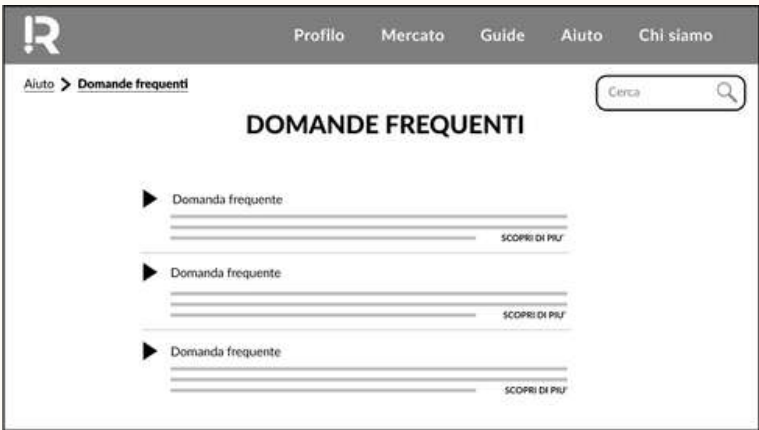 R
Profilo Mercato Guide Aiuto Chi siamo
Aiuto > Domande frequenti
Cerca
DOMANDE FREQUENTI
Domanda frequente
SCOPRI DI PIU'
Domanda frequente
SCOPRI DI PIU'
Domanda frequente
SCOPRI DI PIU'